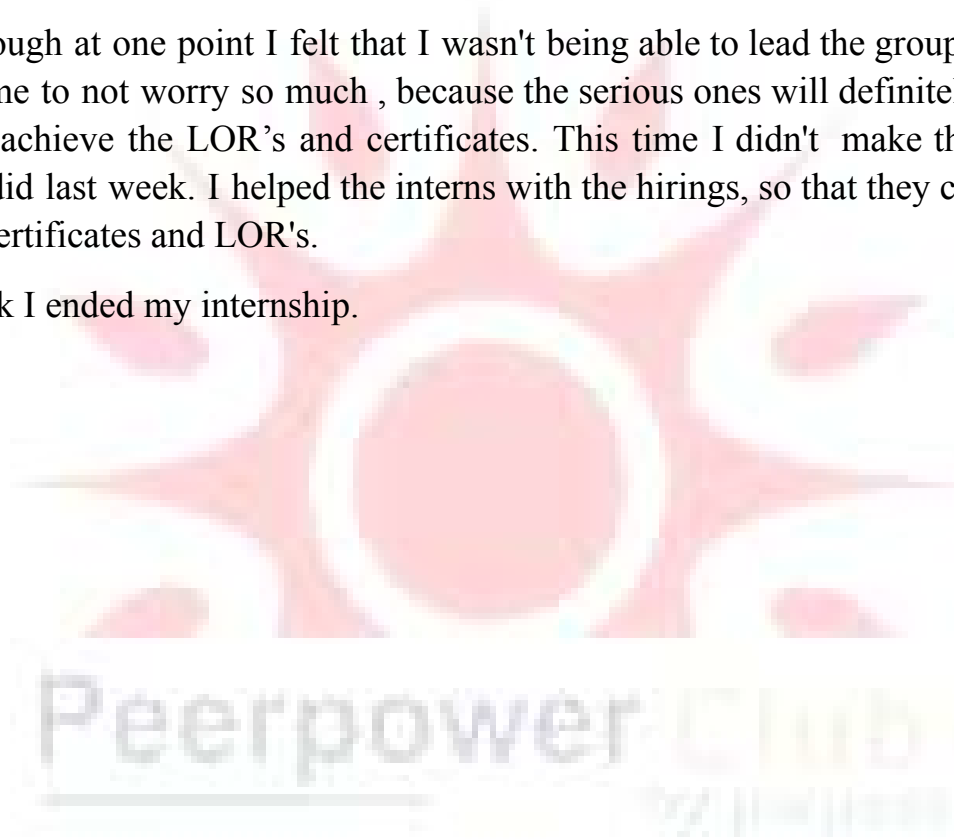 ough at one point I felt that I wasn't being able to lead the group
me to not worry so much , because the serious ones will definitel
achieve the LOR’s and certificates. This time I didn't make th
did last week. I helped the interns with the hirings, so that they c
ertificates and LOR's.
k I ended my internship.
Peerpower Club